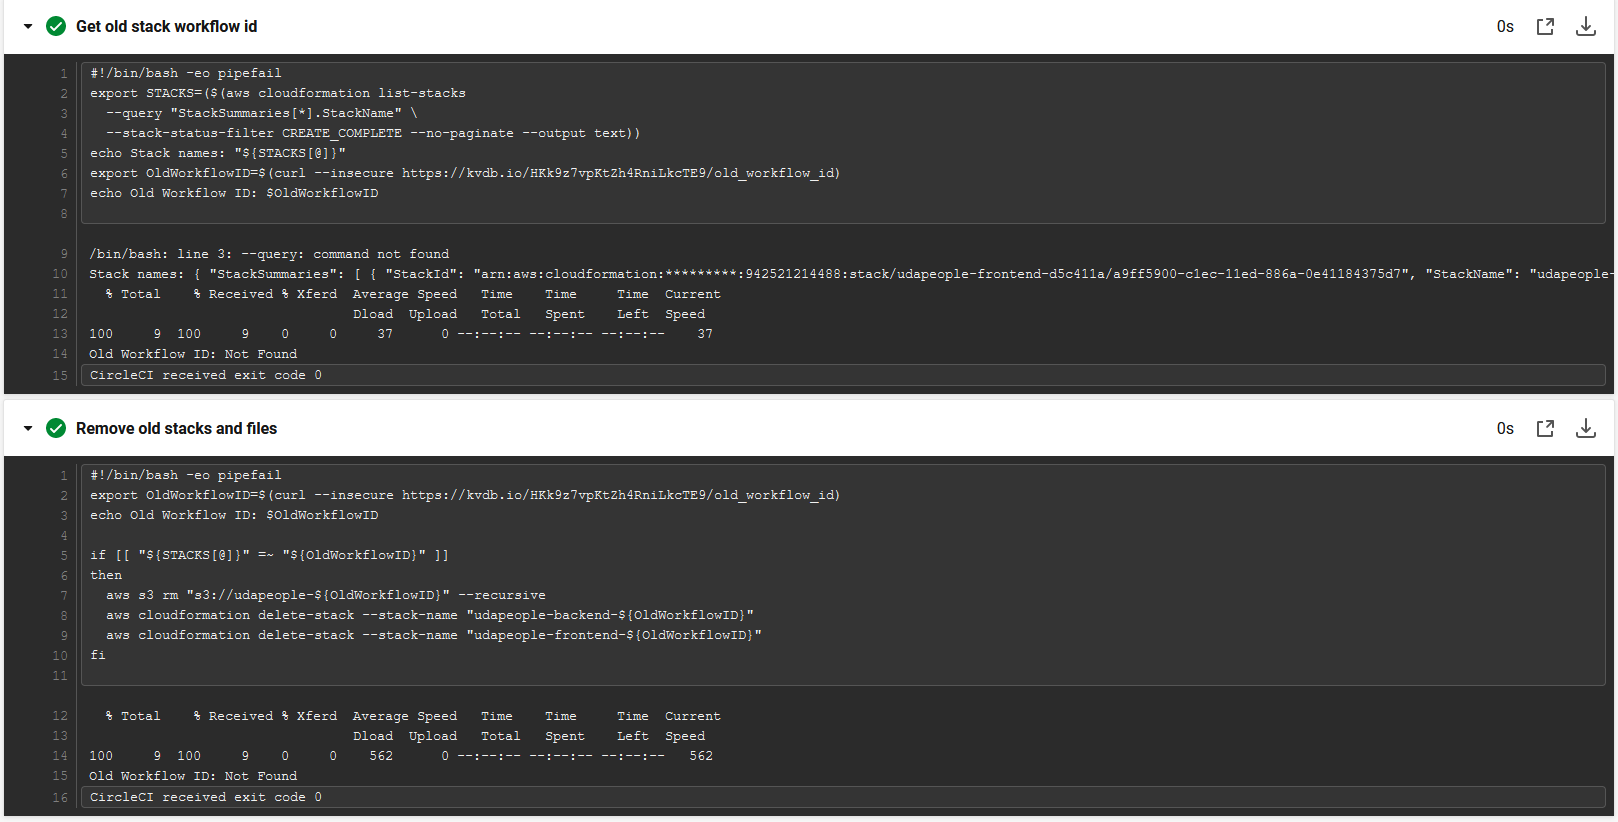 Get old stack workflow id
0s
1 #!/bin/bash -eo pipefail
2 export STACKS=($(aws cloudformation list-stacks
3 --query "StackSummaries[*].StackName" \
4 --stack-status-filter CREATE_COMPLETE --no-paginate --output text))
5 echo Stack names: "${STACKS[@]}"
6 export OldWorkflowID=$(curl --insecure https://kvdb.io/HKk9z7vpKtZh4RniLkcTE9/old_workflow_id)
7 echo Old Workflow ID: $OldWorkflowID
8
9 /bin/bash: line 3: --query: command not found
10 Stack names: { "StackSummaries": [ { "StackId": "arn:aws:cloudformation:*********:942521214488:stack/udapeople-frontend-d5c411a/a9ff5900-c1ec-11ed-886a-0e41184375d7", "StackName": "udapeople-
11 % Total % Received % Xferd Average Speed Time Time Time Current
12 Dload Upload Total Spent Left Speed
13 100 9 100 9 0 0 37 0 --:--:-- --:--:-- --:--:-- 37
14 Old Workflow ID: Not Found
15 CircleCI received exit code 0
Remove old stacks and files
0s
1 #!/bin/bash -eo pipefail
2 export OldWorkflowID=$(curl --insecure https://kvdb.io/HKk9z7vpKtZh4RniLkcTE9/old_workflow_id)
3 echo Old Workflow ID: $OldWorkflowID
4
5 if [[ "${STACKS[@]}" =~ "${OldWorkflowID}" ]]
6 then
7 aws s3 rm "s3://udapeople-${OldWorkflowID}" --recursive
8 aws cloudformation delete-stack --stack-name "udapeople-backend-${OldWorkflowID}"
9 aws cloudformation delete-stack --stack-name "udapeople-frontend-${OldWorkflowID}"
10 fi
11
12 % Total % Received % Xferd Average Speed Time Time Time Current
13 Dload Upload Total Spent Left Speed
14 100 9 100 9 0 0 562 0 --:--:-- --:--:-- --:--:-- 562
15 Old Workflow ID: Not Found
16 CircleCI received exit code 0